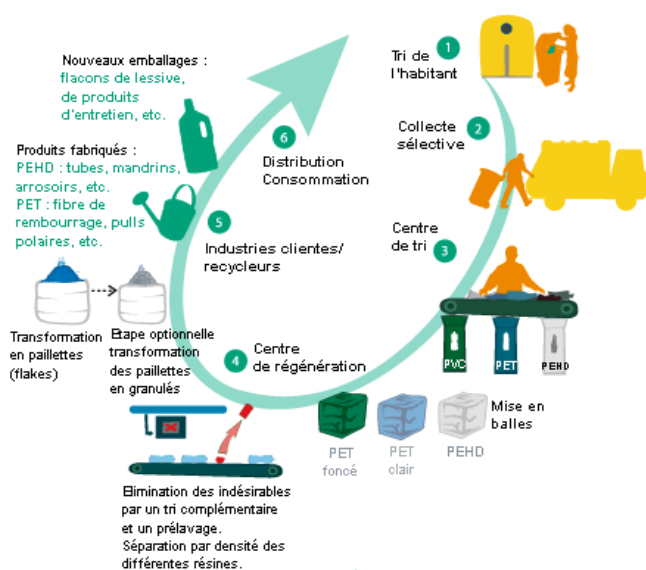 1
Tri de
l'habitant
2
Collecte
sélective
3
Centre
de tri
PVC
PET
PEHD
Mise en
balles
PET
foncé
PET
clair
PEHD
4
Centre
de régénération
Elimination des indésirables
par un tri complémentaire
et un prélavage.
Séparation par densité des
différentes résines.
Transformation
en paillettes
(flakes)
Etape optionnelle
transformation
des paillettes
en granulés
5
Industries clientes/
recycleurs
Produits fabriqués :
PEHD : tubes, mandrins,
arrosoirs, etc.
PET : fibre de
rembourrage, pulls
polaires, etc.
6
Distribution
Consommation
Nouveaux emballages :
flacons de lessive,
de produits
d'entretien, etc.